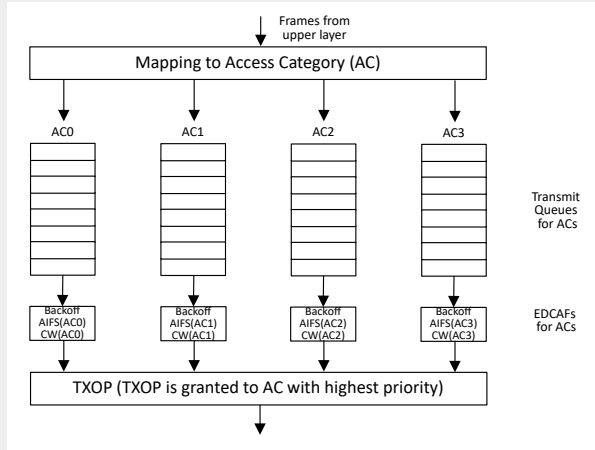 Frames from
upper layer
Mapping to Access Category (AC)
AC0
AC1
AC2
AC3
Transmit
Queues
for ACs
Backoff
AIFS(AC0)
CW(AC0)
Backoff
AIFS(AC1)
CW(AC1)
Backoff
AIFS(AC2)
CW(AC2)
Backoff
AIFS(AC3)
CW(AC3)
EDCAFs
for ACs
TXOP (TXOP is granted to AC with highest priority)